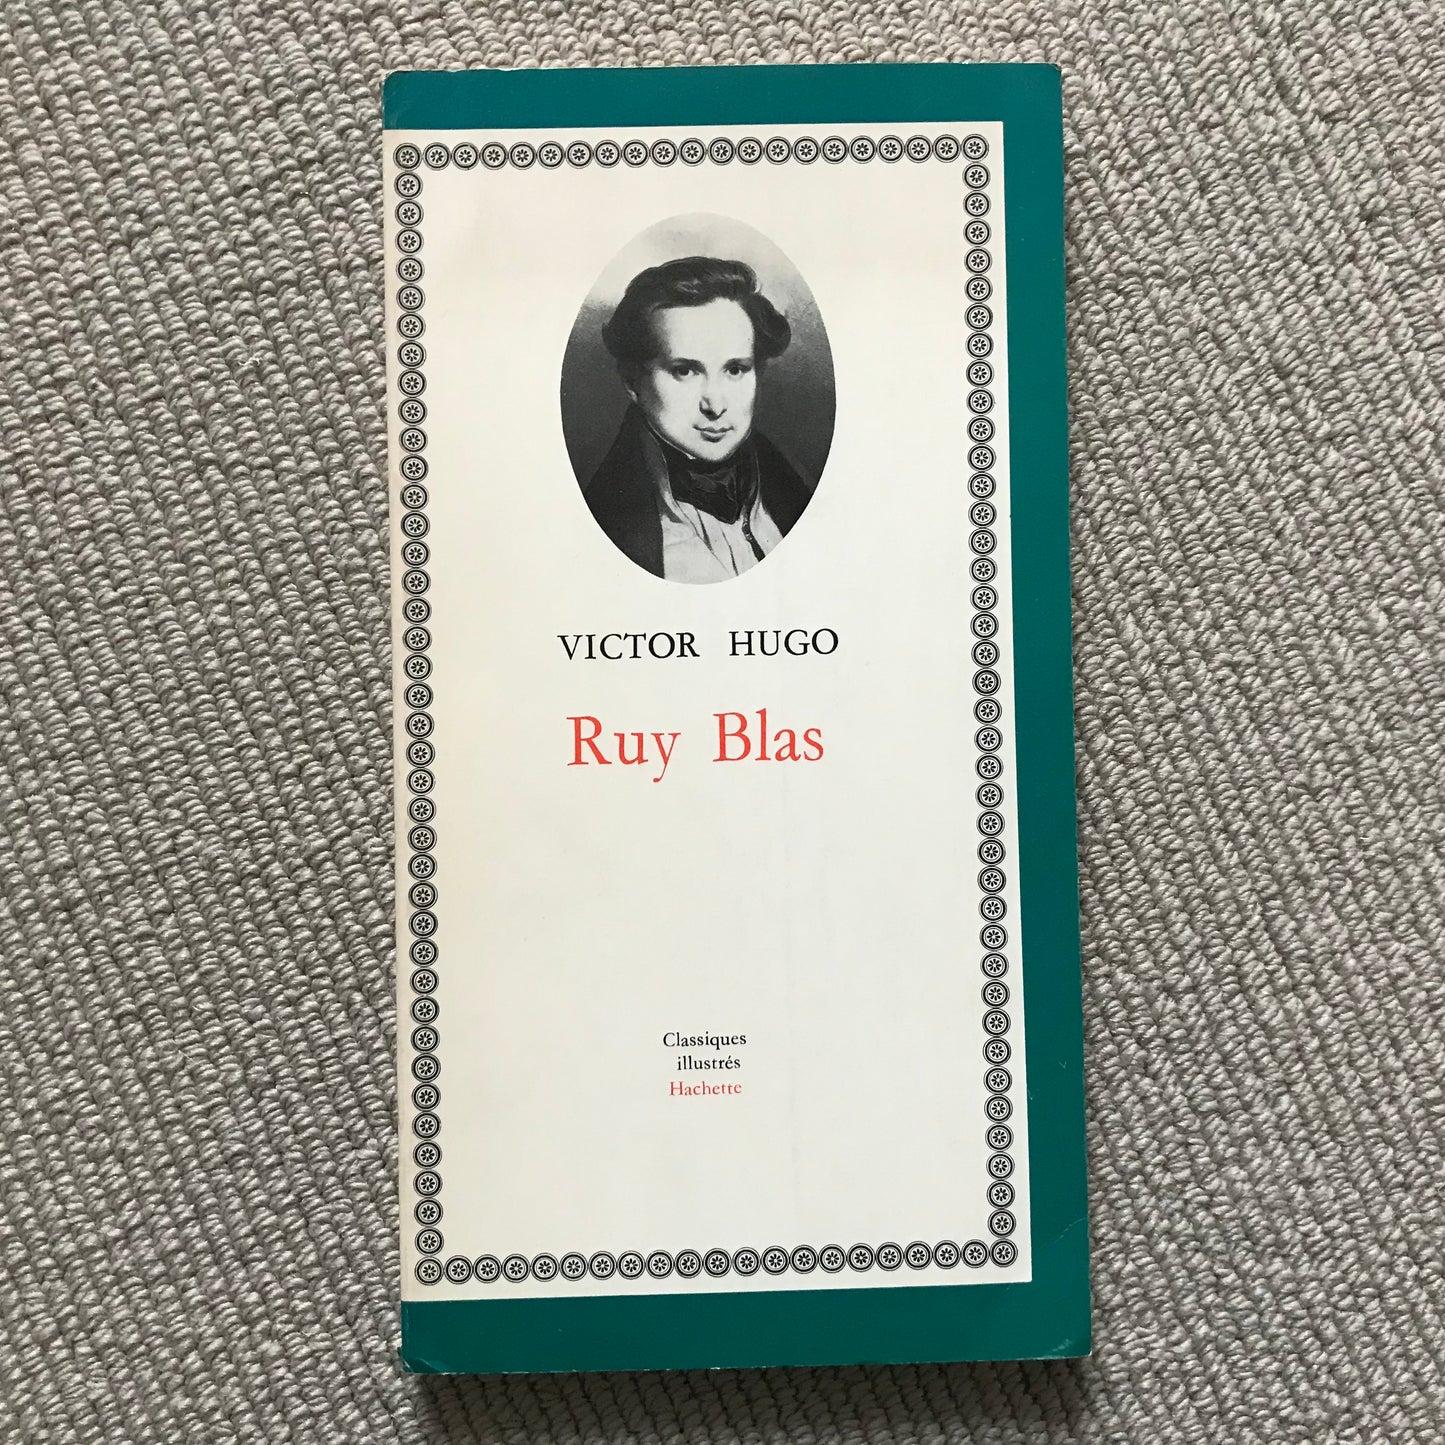 VICTOR HUGO
Ruy Blas
Classiques
illustrés
Hachette